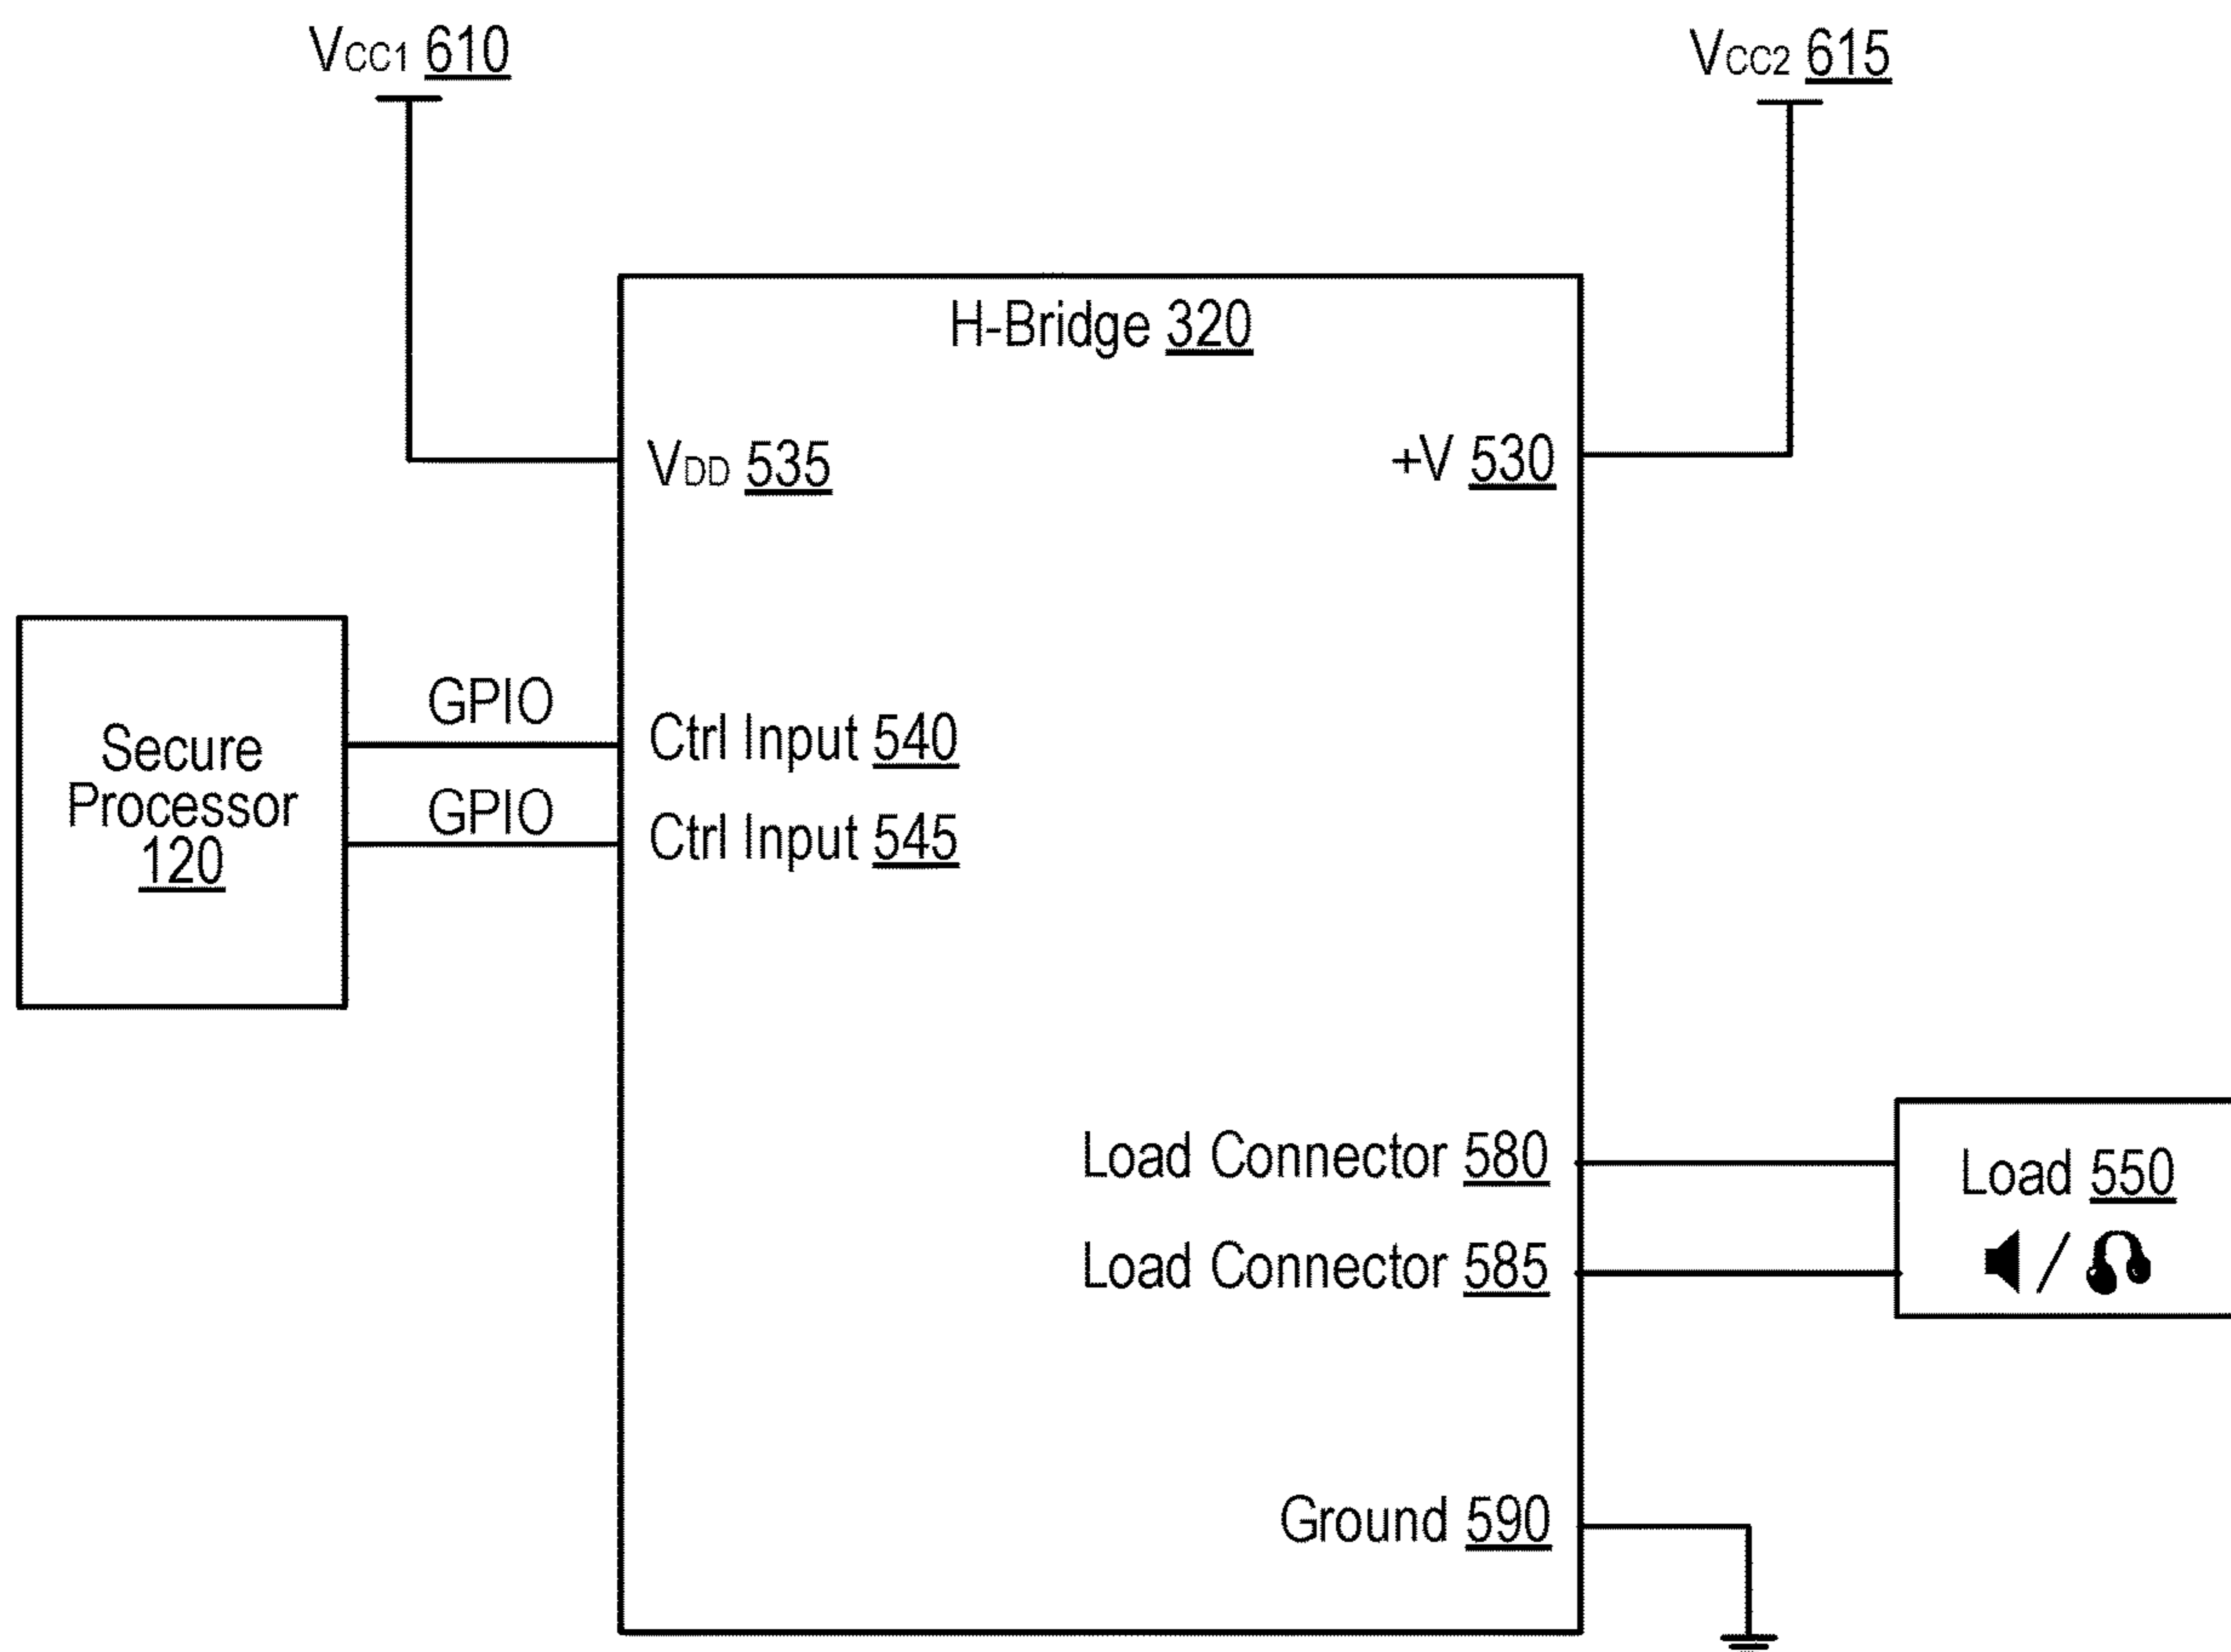 VCC1 610
VCC2 615
H-Bridge 320
VDD 535
+V 530
Secure
Processor
120
GPIO
GPIO
Ctrl Input 540
Ctrl Input 545
Load Connector 580
Load Connector 585
Load 550
/
Ground 590